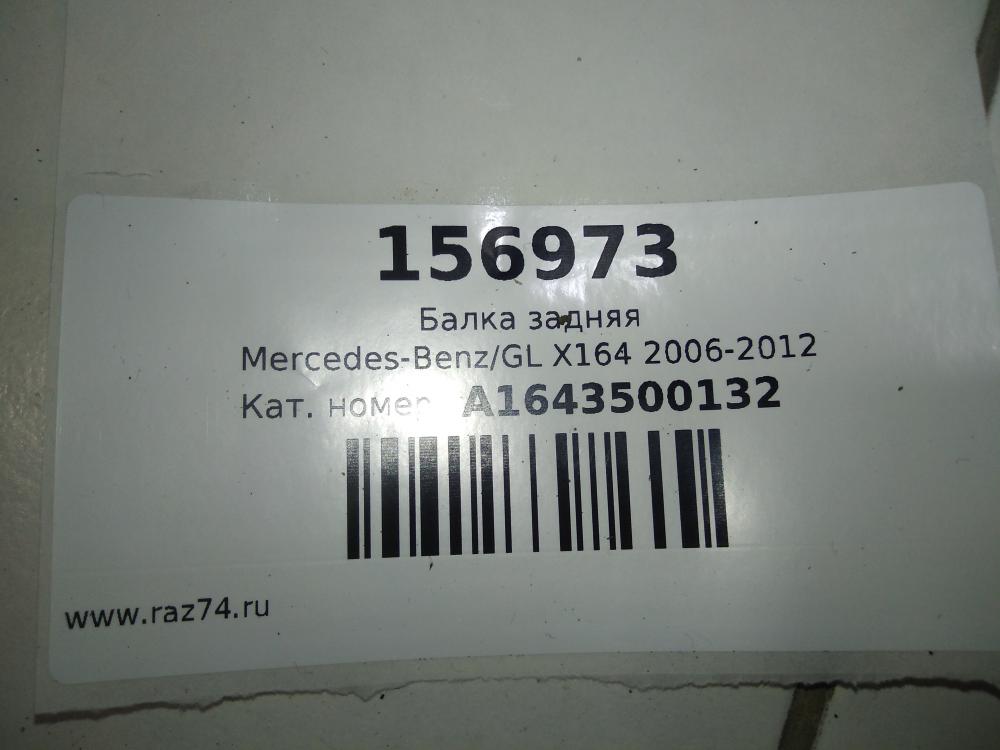 156973
Балка задняя
Mercedes-Benz/GL X164 2006-2012
Кат. номер A1643500132
www.raz74.ru